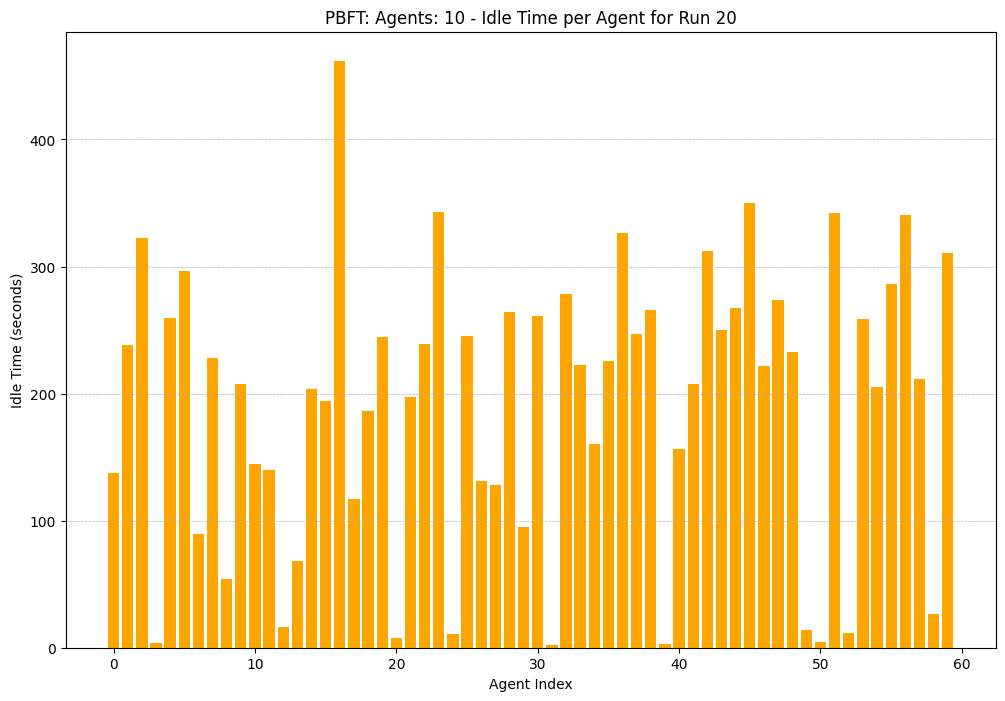 PBFT: Agents: 10 - Idle Time per Agent for Run 20
Idle Time (seconds)
400
300
200
100
0
0 10 20 30 40 50 60
Agent Index